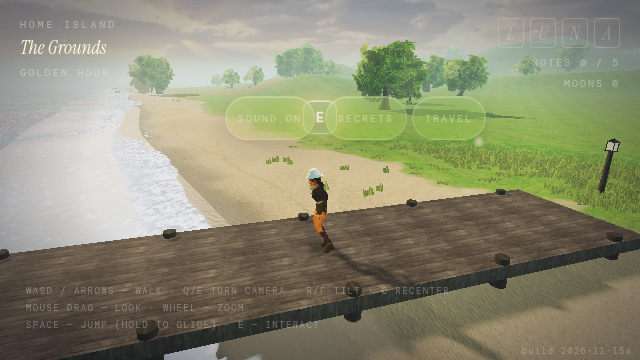 HOME ISLAND
The Grounds
GOLDEN HOUR
L U N A
NOTES 0 / 5
MOONS 0
SOUND ON
E
SECRETS
TRAVEL
WASD / ARROWS — WALK · Q/E TURN CAMERA · R/F TILT · C RECENTER
MOUSE DRAG — LOOK · WHEEL — ZOOM
SPACE — JUMP (HOLD TO GLIDE) · E — INTERACT
build 2026-11-15a